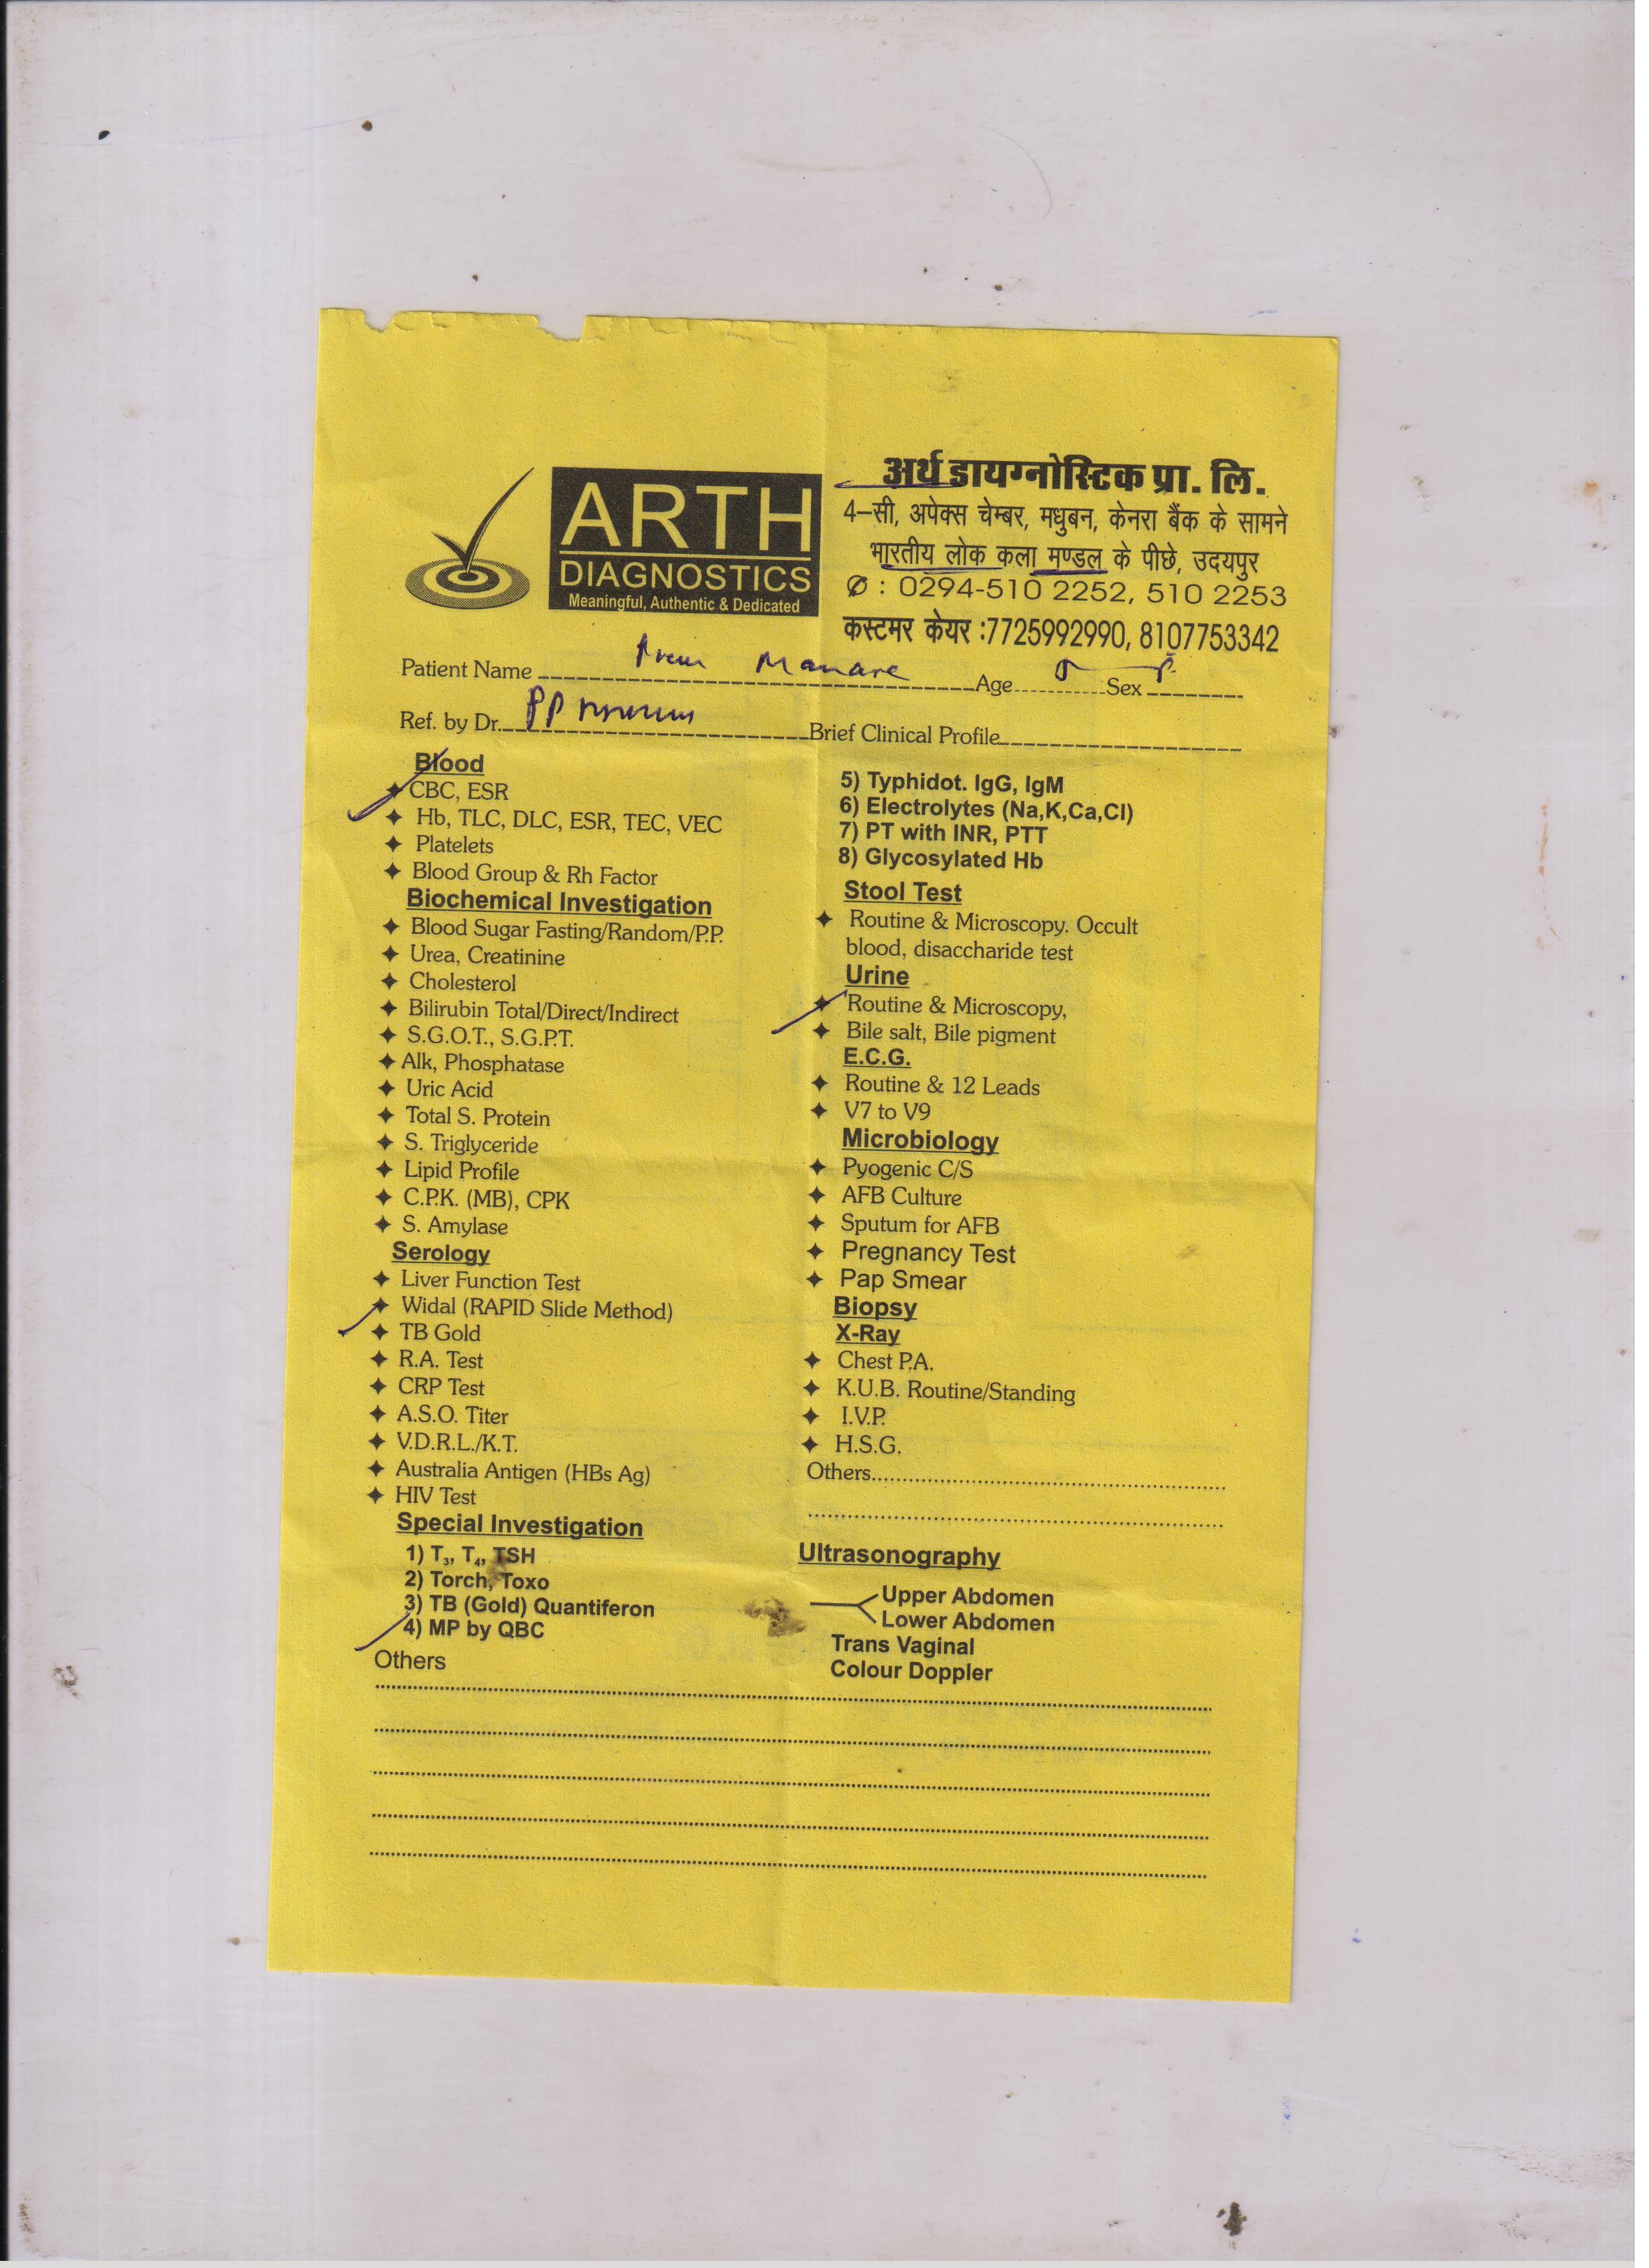 ARTH
DIAGNOSTICS
Meaningful, Authentic & Dedicated
अर्थ डायग्नोस्टिक प्रा. लि.
4–सी, अपेक्स चेम्बर, मधुबन, केनरा बैंक के सामने
भारतीय लोक कला मण्डल के पीछे, उदयपुर
✆ : 0294-510 2252, 510 2253
कस्टमर केयर :7725992990, 8107753342
Patient Name Age Sex
Ref. by Dr. PP Brief Clinical Profile
Blood
CBC, ESR
Hb, TLC, DLC, ESR, TEC, VEC
Platelets
Blood Group & Rh Factor
Biochemical Investigation
Blood Sugar Fasting/Random/P.P.
Urea, Creatinine
Cholesterol
Bilirubin Total/Direct/Indirect
S.G.O.T., S.G.P.T.
Alk, Phosphatase
Uric Acid
Total S. Protein
S. Triglyceride
Lipid Profile
C.P.K. (MB), CPK
S. Amylase
Serology
Liver Function Test
Widal (RAPID Slide Method)
TB Gold
R.A. Test
CRP Test
A.S.O. Titer
V.D.R.L./K.T.
Australia Antigen (HBs Ag)
HIV Test
Special Investigation
1) T₃, T₄, TSH
2) Torch, Toxo
3) TB (Gold) Quantiferon
4) MP by QBC
Others
5) Typhidot. IgG, IgM
6) Electrolytes (Na,K,Ca,Cl)
7) PT with INR, PTT
8) Glycosylated Hb
Stool Test
Routine & Microscopy. Occult
blood, disaccharide test
Urine
Routine & Microscopy,
Bile salt, Bile pigment
E.C.G.
Routine & 12 Leads
V7 to V9
Microbiology
Pyogenic C/S
AFB Culture
Sputum for AFB
Pregnancy Test
Pap Smear
Biopsy
X-Ray
Chest P.A.
K.U.B. Routine/Standing
I.V.P.
H.S.G.
Others
Ultrasonography
Upper Abdomen
Lower Abdomen
Trans Vaginal
Colour Doppler